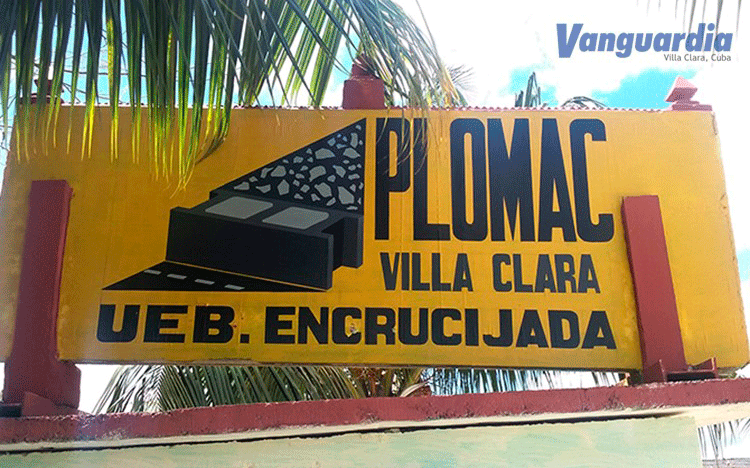 Vanguardia
Villa Clara, Cuba
PLOMAC
VILLA CLARA
UEB. ENCRUCIJADA